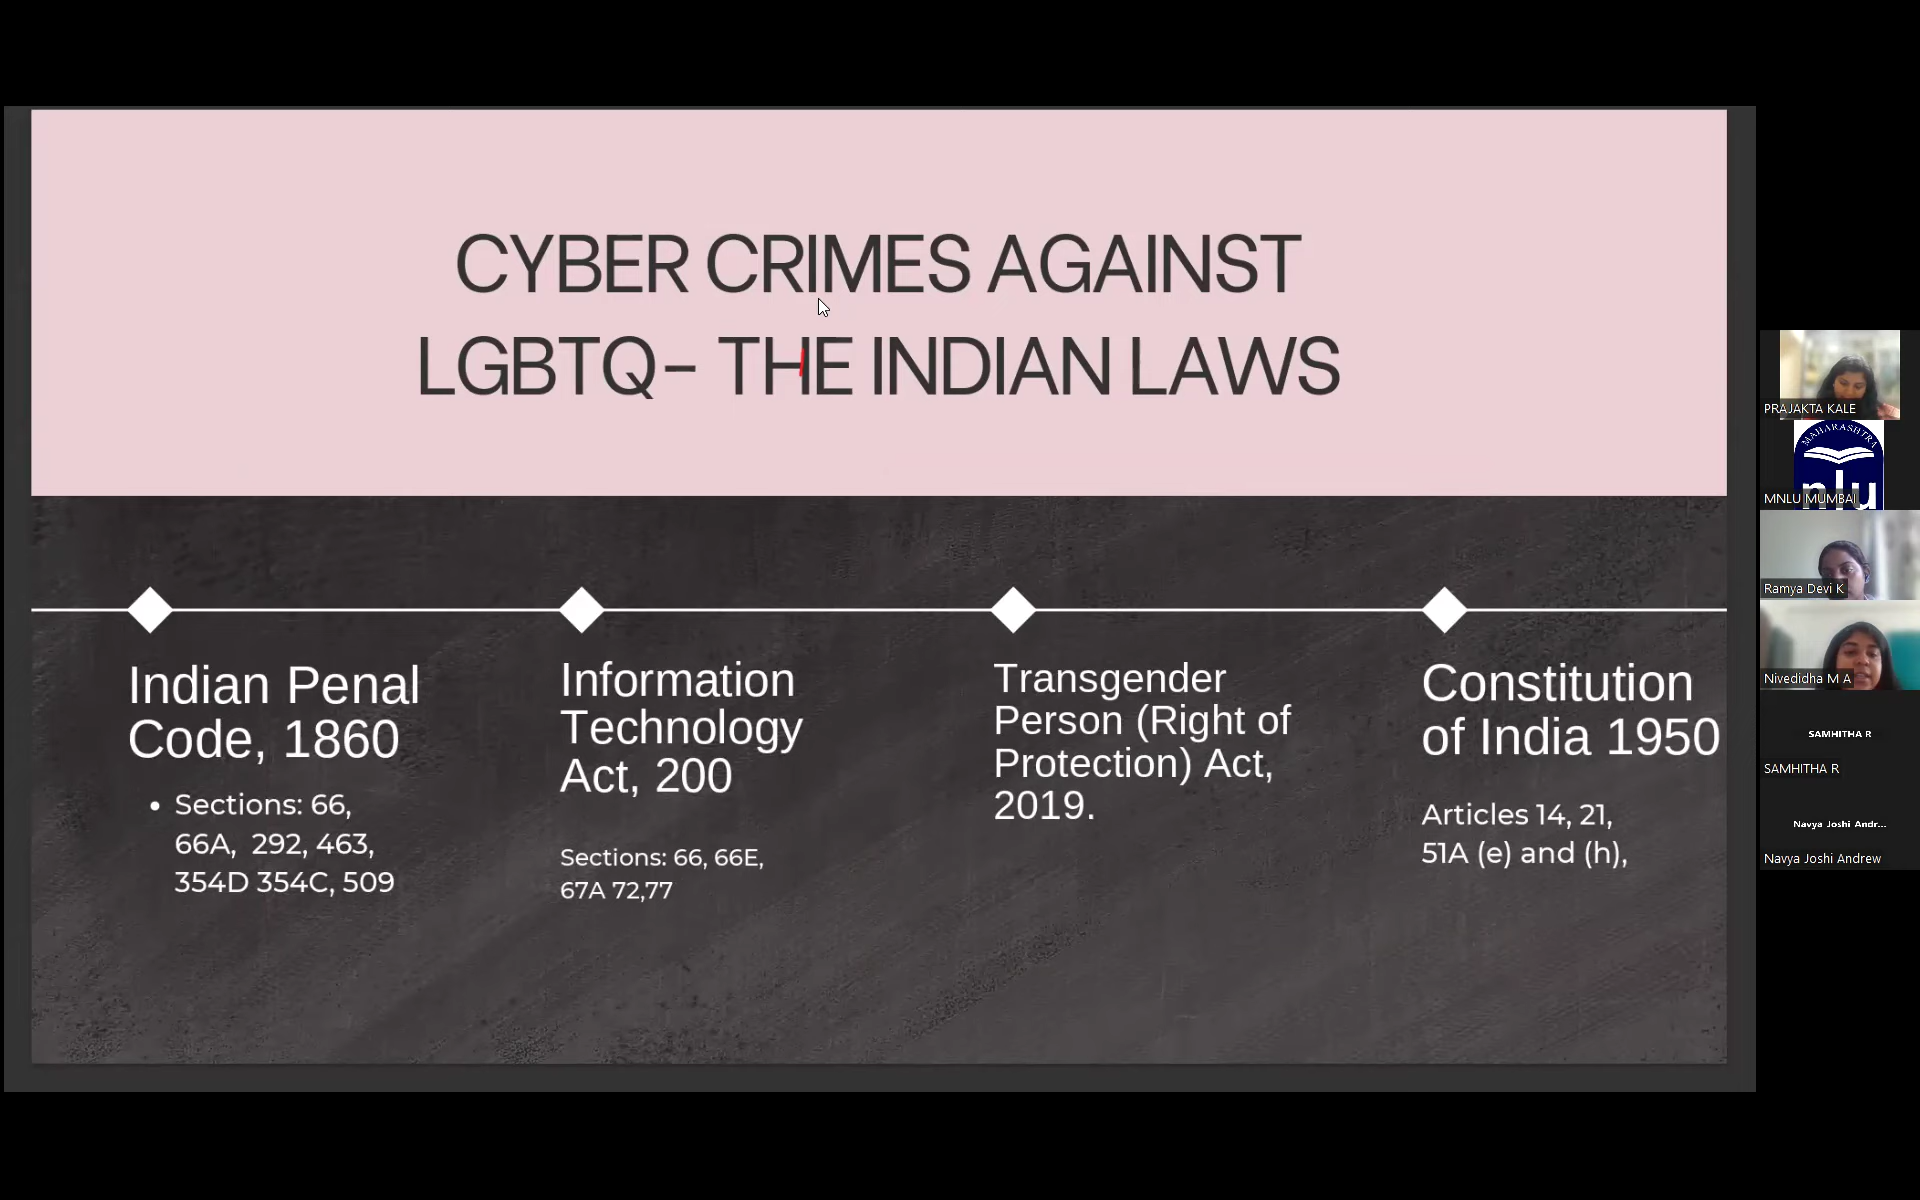 CYBER CRIMES AGAINST
LGBTQ- THE INDIAN LAWS
Indian Penal
Code, 1860
• Sections: 66,
66A, 292, 463,
354D 354C, 509
Information
Technology
Act, 200
Sections: 66, 66E,
67A 72,77
Transgender
Person (Right of
Protection) Act,
2019.
Constitution
of India 1950
Articles 14, 21,
51A (e) and (h),
PRAJAKTA KALE
MAHARASHTRA
nlu
MNLU MUMBAI
Ramya Devi K
Nivedidha M A
SAMHITHA R
SAMHITHA R
Navya Joshi Andr...
Navya Joshi Andrew